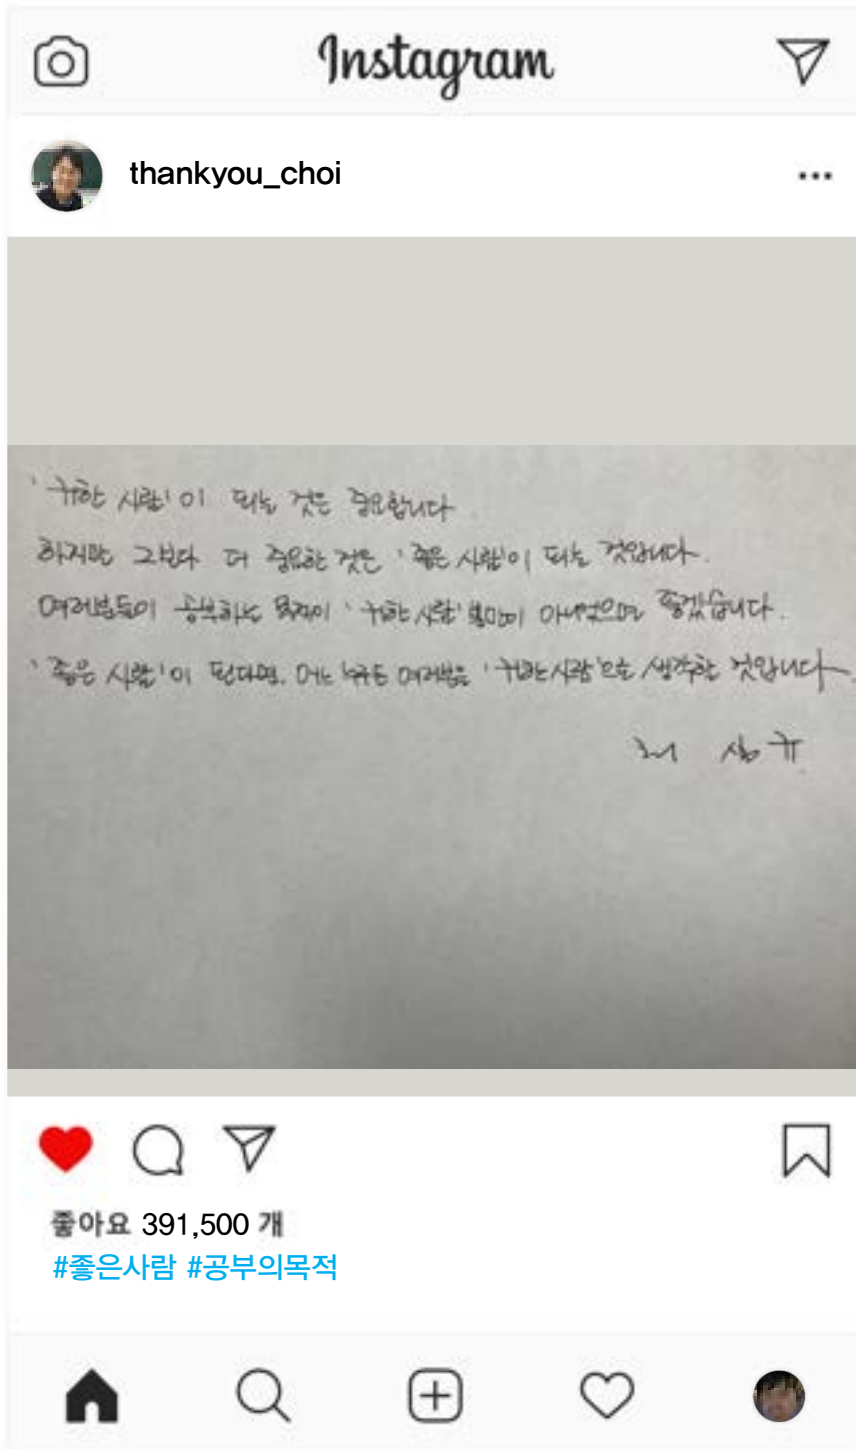 Instagram
thankyou_choi
'귀한 사람'이 되는 것은 중요합니다.
하지만 그보다 더 중요한 것은 '좋은 사람'이 되는 것입니다.
여러분들이 공부하는 목적이 '귀한 사람' 뿐만이 아니었으면 좋겠습니다.
'좋은 사람'이 된다면, 어느 누구든 여러분을 '귀한 사람'으로 생각할 것입니다.
최 상규
좋아요 391,500 개
#좋은사람 #공부의목적